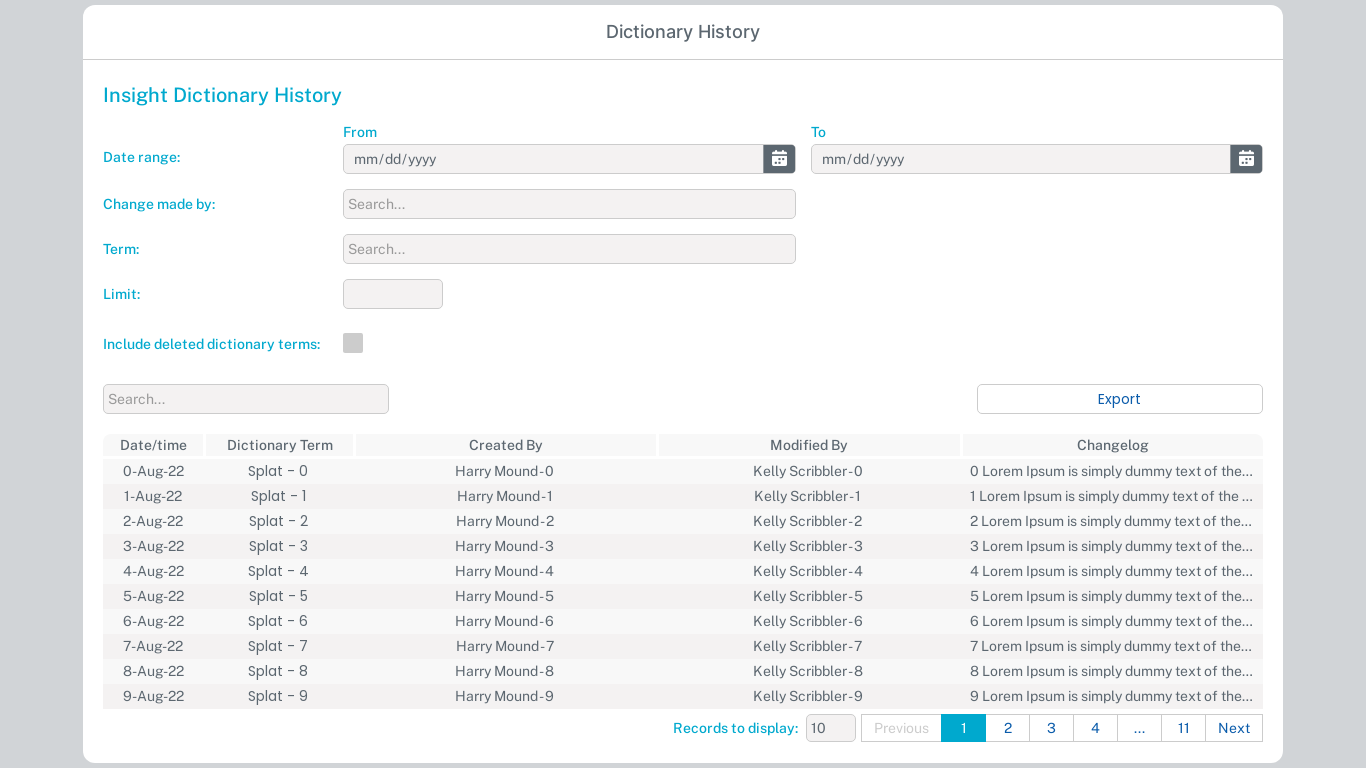 Dictionary History
Insight Dictionary History
From To
Date range: mm/dd/yyyy mm/dd/yyyy
Change made by: Search...
Term: Search...
Limit:
Include deleted dictionary terms:
Search... Export
Date/time Dictionary Term Created By Modified By Changelog
0-Aug-22 Splat - 0 Harry Mound-0 Kelly Scribbler-0 0 Lorem Ipsum is simply dummy text of the...
1-Aug-22 Splat - 1 Harry Mound-1 Kelly Scribbler-1 1 Lorem Ipsum is simply dummy text of the ...
2-Aug-22 Splat - 2 Harry Mound-2 Kelly Scribbler-2 2 Lorem Ipsum is simply dummy text of the...
3-Aug-22 Splat - 3 Harry Mound-3 Kelly Scribbler-3 3 Lorem Ipsum is simply dummy text of the...
4-Aug-22 Splat - 4 Harry Mound-4 Kelly Scribbler-4 4 Lorem Ipsum is simply dummy text of the...
5-Aug-22 Splat - 5 Harry Mound-5 Kelly Scribbler-5 5 Lorem Ipsum is simply dummy text of the...
6-Aug-22 Splat - 6 Harry Mound-6 Kelly Scribbler-6 6 Lorem Ipsum is simply dummy text of the...
7-Aug-22 Splat - 7 Harry Mound-7 Kelly Scribbler-7 7 Lorem Ipsum is simply dummy text of the...
8-Aug-22 Splat - 8 Harry Mound-8 Kelly Scribbler-8 8 Lorem Ipsum is simply dummy text of the...
9-Aug-22 Splat - 9 Harry Mound-9 Kelly Scribbler-9 9 Lorem Ipsum is simply dummy text of the...
Records to display: 10 Previous 1 2 3 4 ... 11 Next